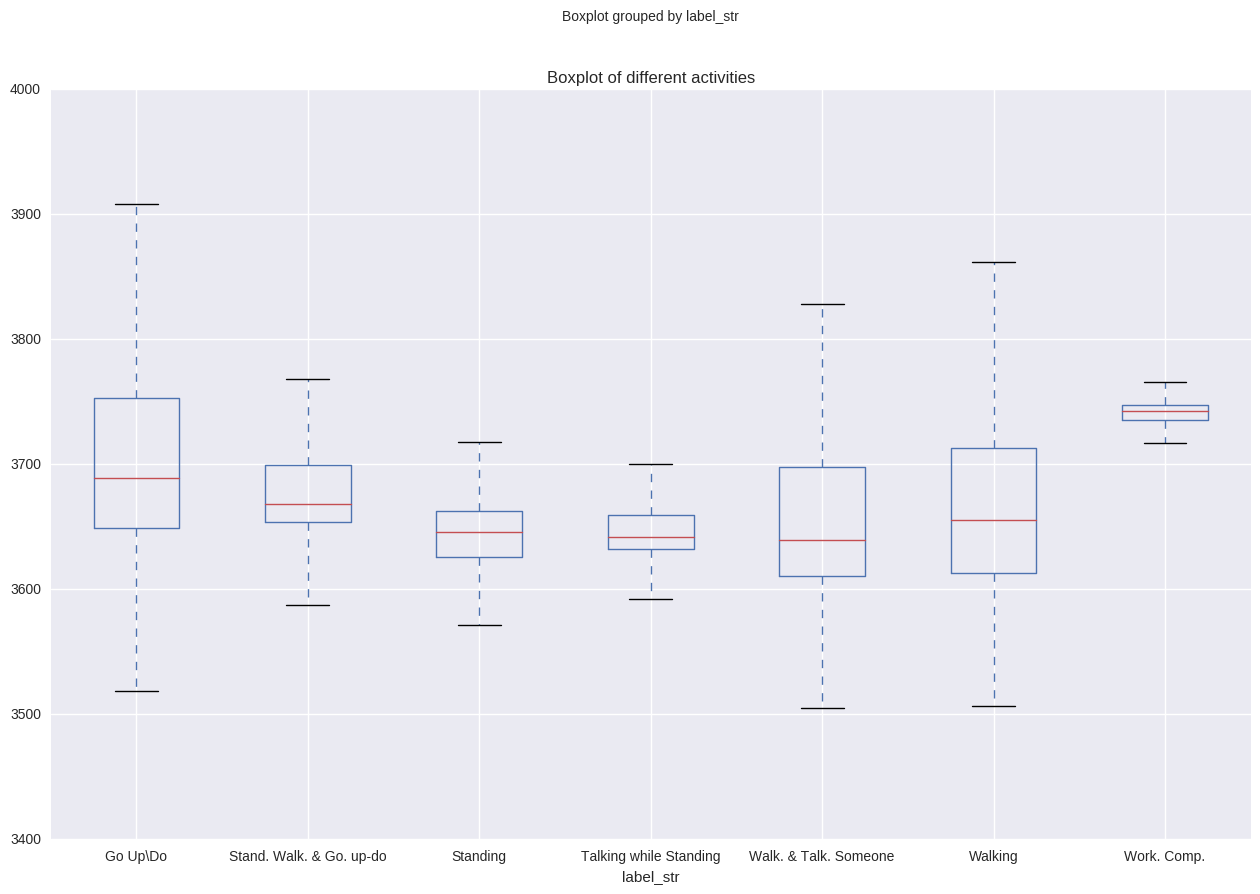 Boxplot grouped by label_str
Boxplot of different activities
4000
3900
3800
3700
3600
3500
3400
Go Up\Do
Stand. Walk. & Go. up-do
Standing
Talking while Standing
Walk. & Talk. Someone
Walking
Work. Comp.
label_str